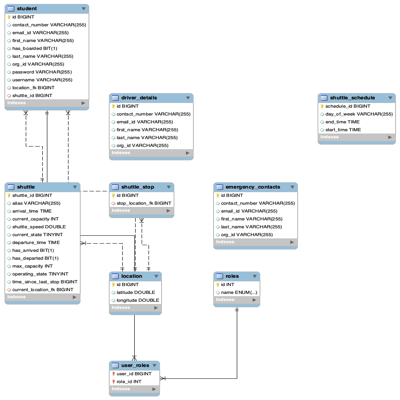 student
id BIGINT
contact_number VARCHAR(255)
email_id VARCHAR(255)
first_name VARCHAR(255)
has_boarded BIT(1)
last_name VARCHAR(255)
org_id VARCHAR(255)
password VARCHAR(255)
username VARCHAR(255)
location_fk BIGINT
shuttle_id BIGINT
Indexes
driver_details
id BIGINT
contact_number VARCHAR(255)
email_id VARCHAR(255)
first_name VARCHAR(255)
last_name VARCHAR(255)
org_id VARCHAR(255)
Indexes
shuttle_schedule
schedule_id BIGINT
day_of_week VARCHAR(255)
end_time TIME
start_time TIME
Indexes
shuttle
shuttle_id BIGINT
alias VARCHAR(255)
arrival_time TIME
current_capacity INT
shuttle_speed DOUBLE
current_state TINYINT
departure_time TIME
has_arrived BIT(1)
has_departed BIT(1)
max_capacity INT
operating_state TINYINT
time_since_last_stop BIGINT
current_location_fk BIGINT
Indexes
shuttle_stop
id BIGINT
stop_location_fk BIGINT
Indexes
emergency_contacts
id BIGINT
contact_number VARCHAR(255)
email_id VARCHAR(255)
first_name VARCHAR(255)
last_name VARCHAR(255)
org_id VARCHAR(255)
Indexes
location
id BIGINT
latitude DOUBLE
longitude DOUBLE
Indexes
roles
id INT
name ENUM(...)
Indexes
user_roles
user_id BIGINT
role_id INT
Indexes